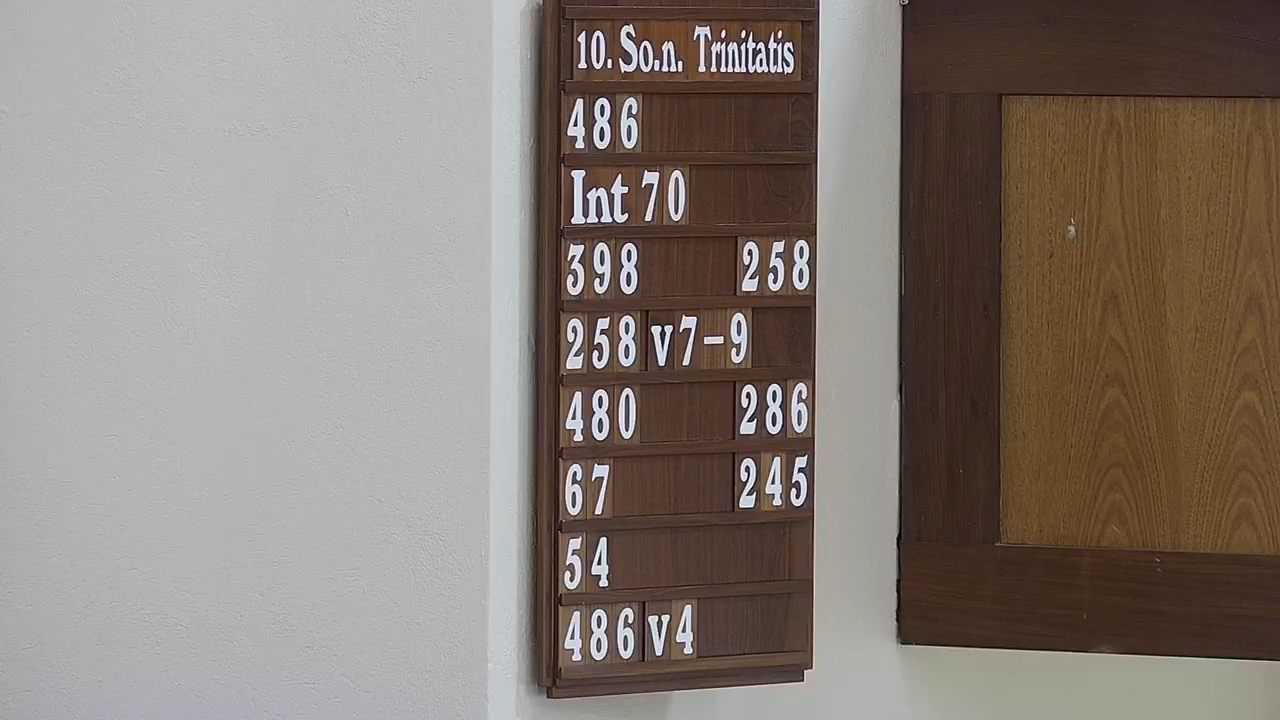 10. So.n. Trinitatis
486
Int 70
398 258
258 v7-9
480 286
67 245
54
486 v4